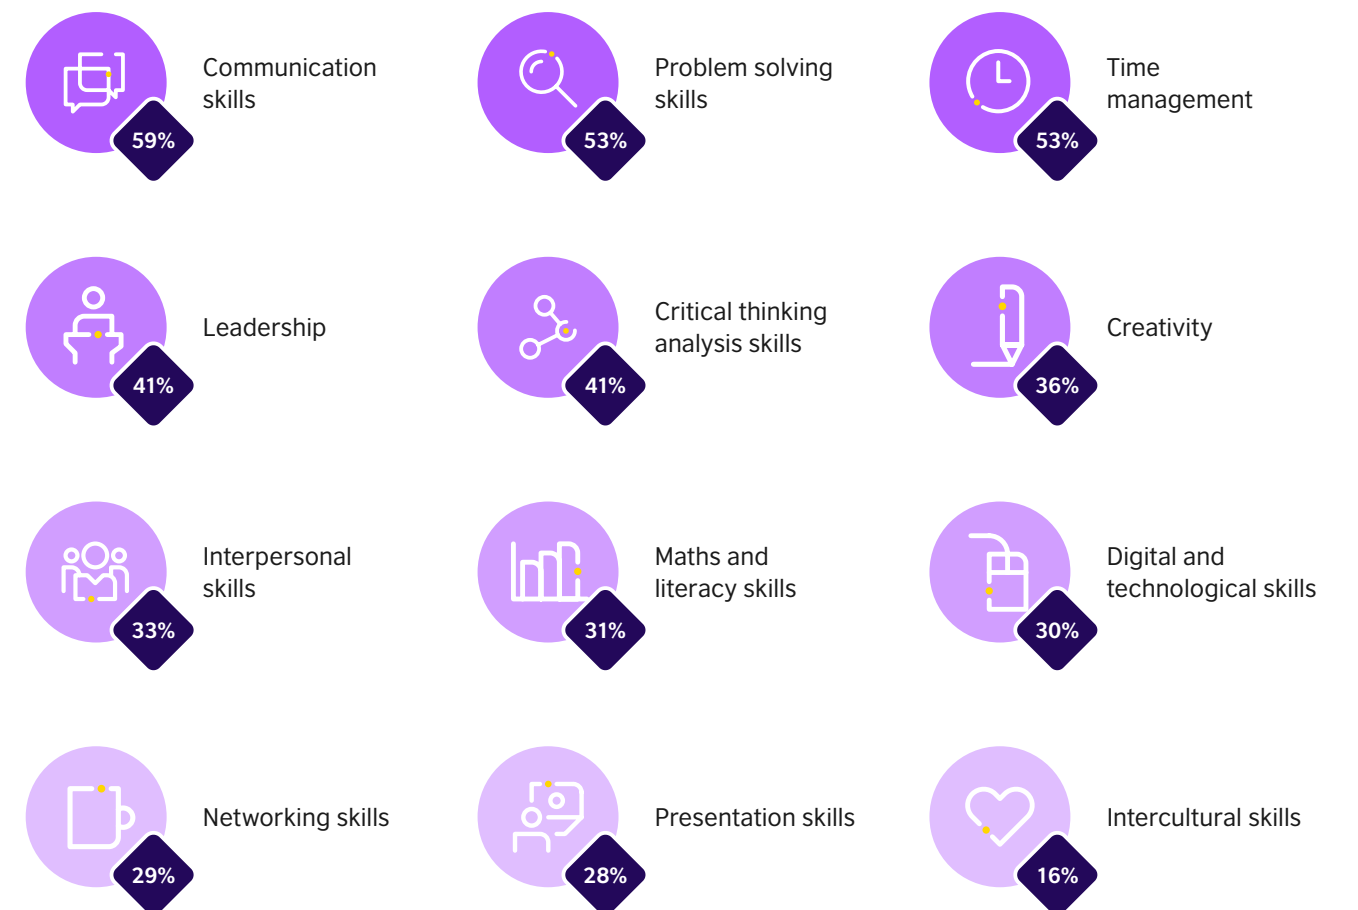 Communication
skills
59%
Problem solving
skills
53%
Time
management
53%
Leadership
41%
Critical thinking
analysis skills
41%
Creativity
36%
Interpersonal
skills
33%
Maths and
literacy skills
31%
Digital and
technological skills
30%
Networking skills
29%
Presentation skills
28%
Intercultural skills
16%